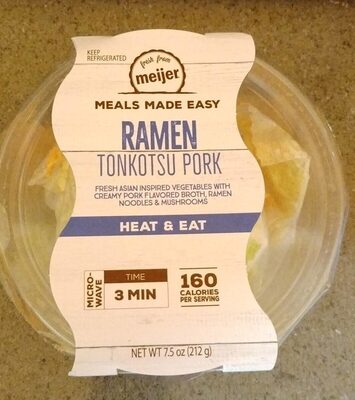 KEEP
REFRIGERATED
fresh from
meijer
MEALS MADE EASY
RAMEN
TONKOTSU PORK
FRESH ASIAN INSPIRED VEGETABLES WITH
CREAMY PORK FLAVORED BROTH, RAMEN
NOODLES & MUSHROOMS
HEAT & EAT
MICRO-
WAVE
TIME
3 MIN
160
CALORIES
PER SERVING
NET WT 7.5 oz (212 g)